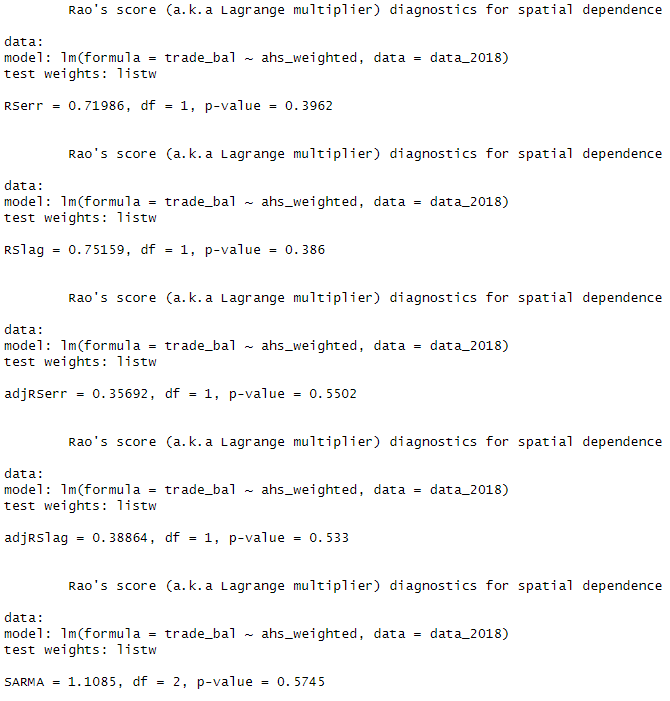 Rao's score (a.k.a Lagrange multiplier) diagnostics for spatial dependence
data:
model: lm(formula = trade_bal ~ ahs_weighted, data = data_2018)
test weights: listw
RSerr = 0.71986, df = 1, p-value = 0.3962
Rao's score (a.k.a Lagrange multiplier) diagnostics for spatial dependence
data:
model: lm(formula = trade_bal ~ ahs_weighted, data = data_2018)
test weights: listw
RSlag = 0.75159, df = 1, p-value = 0.386
Rao's score (a.k.a Lagrange multiplier) diagnostics for spatial dependence
data:
model: lm(formula = trade_bal ~ ahs_weighted, data = data_2018)
test weights: listw
adjRSerr = 0.35692, df = 1, p-value = 0.5502
Rao's score (a.k.a Lagrange multiplier) diagnostics for spatial dependence
data:
model: lm(formula = trade_bal ~ ahs_weighted, data = data_2018)
test weights: listw
adjRSlag = 0.38864, df = 1, p-value = 0.533
Rao's score (a.k.a Lagrange multiplier) diagnostics for spatial dependence
data:
model: lm(formula = trade_bal ~ ahs_weighted, data = data_2018)
test weights: listw
SARMA = 1.1085, df = 2, p-value = 0.5745